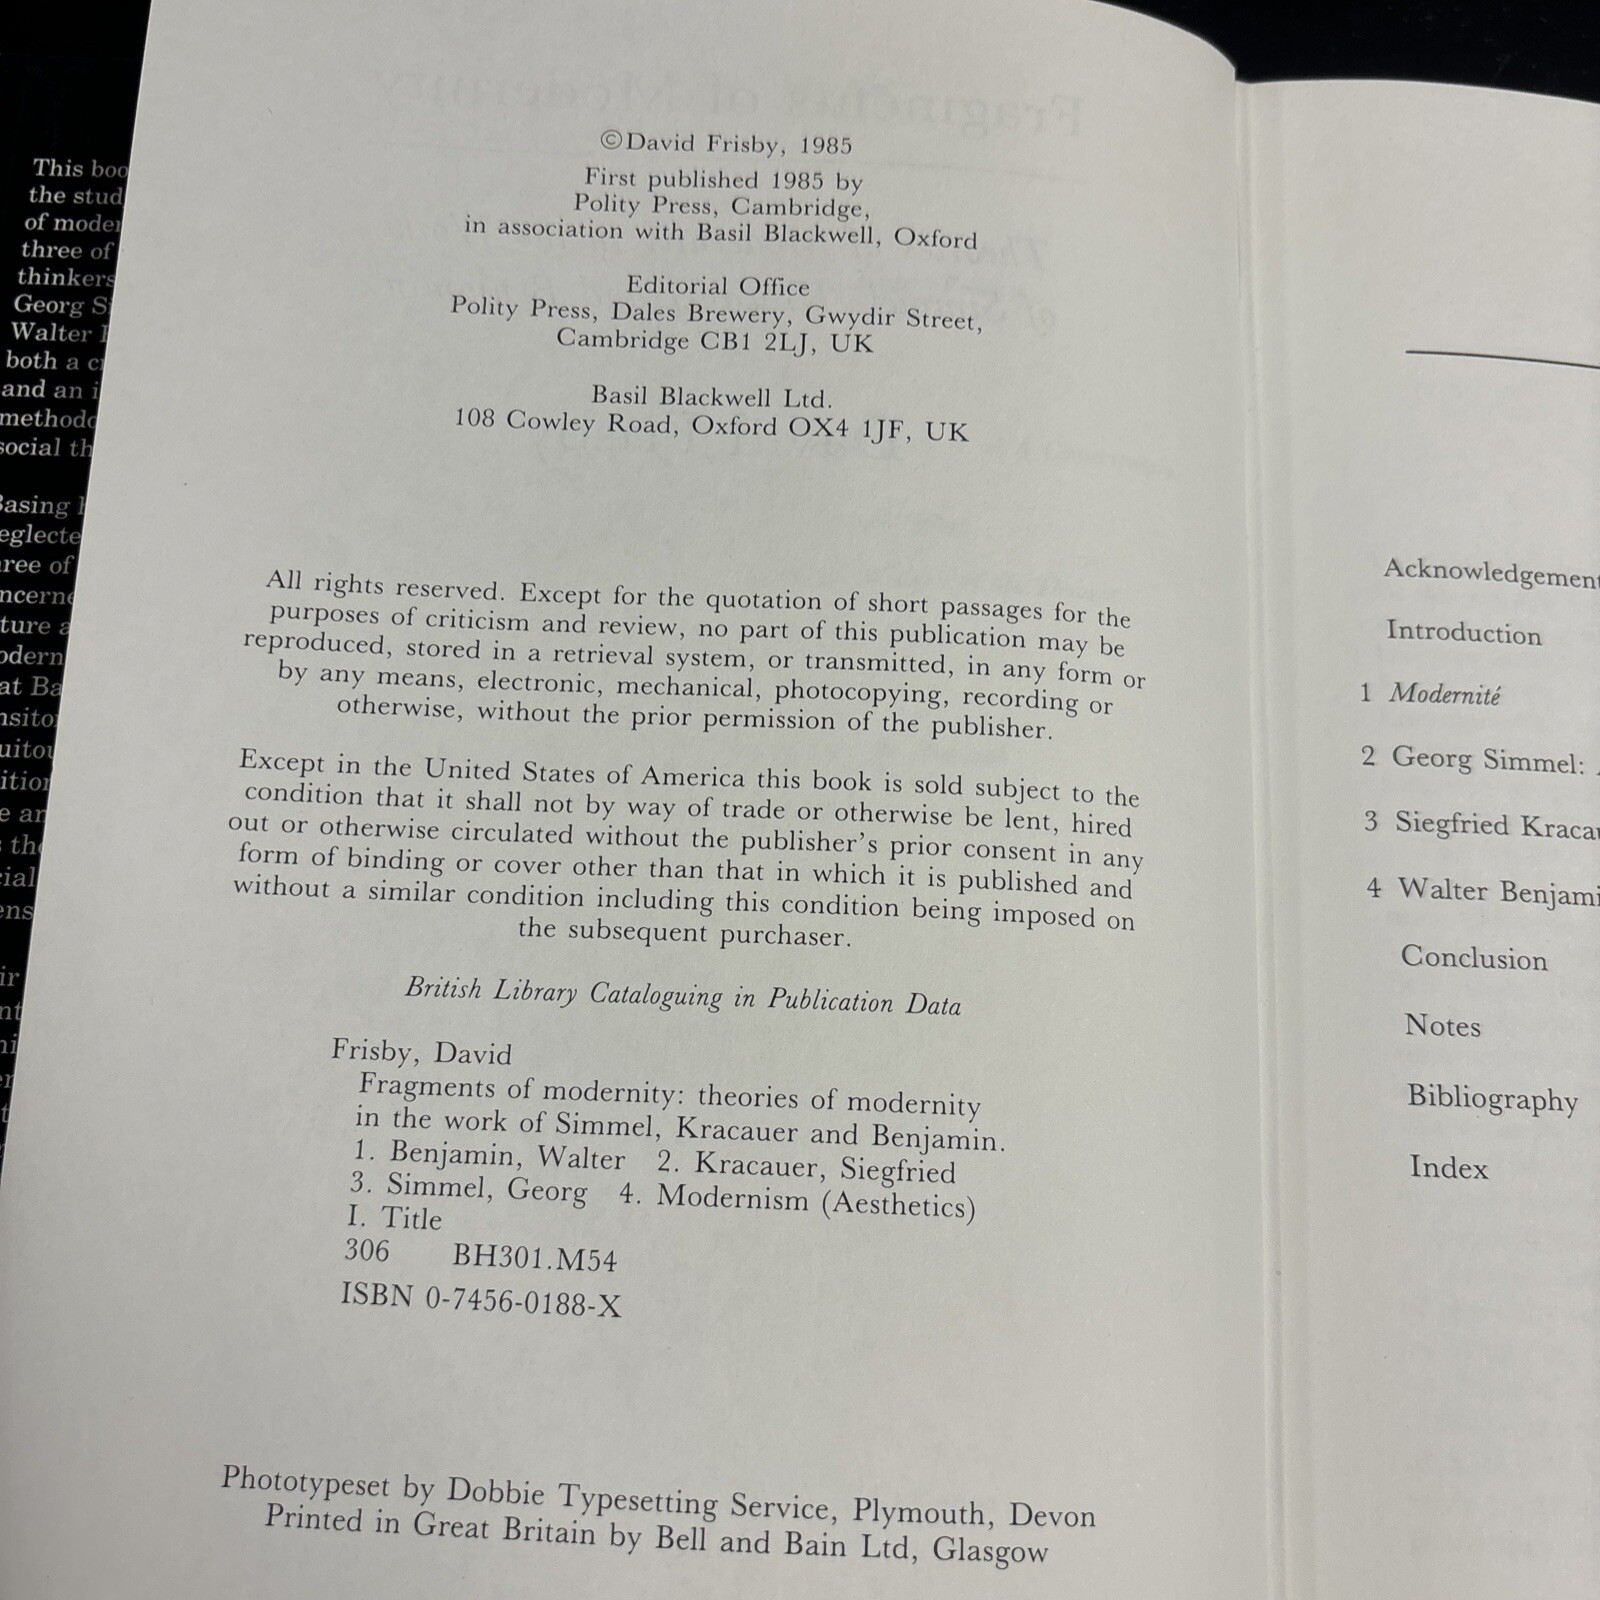 This
the
of
three of
thinkers
Georg
Walter
both a
and an
social
of
©David Frisby, 1985
First published 1985 by
Polity Press, Cambridge,
in association with Basil Blackwell, Oxford
Editorial Office
Polity Press, Dales Brewery, Gwydir Street,
Cambridge CB1 2LJ, UK
Basil Blackwell Ltd.
108 Cowley Road, Oxford OX4 1JF, UK
All rights reserved. Except for the quotation of short passages for the
purposes of criticism and review, no part of this publication may be
reproduced, stored in a retrieval system, or transmitted, in any form or
by any means, electronic, mechanical, photocopying, recording or
otherwise, without the prior permission of the publisher.
Except in the United States of America this book is sold subject to the
condition that it shall not by way of trade or otherwise be lent, hired
out or otherwise circulated without the publisher's prior consent in any
form of binding or cover other than that in which it is published and
without a similar condition including this condition being imposed on
the subsequent purchaser.
British Library Cataloguing in Publication Data
Frisby, David
Fragments of modernity: theories of modernity
in the work of Simmel, Kracauer and Benjamin.
1. Benjamin, Walter 2. Kracauer, Siegfried
3. Simmel, Georg 4. Modernism (Aesthetics)
I. Title
306 BH301.M54
ISBN 0-7456-0188-X
Phototypeset by Dobbie Typesetting Service, Plymouth, Devon
Printed in Great Britain by Bell and Bain Ltd, Glasgow
Acknowledgement
Introduction
1 Modernité
2 Georg Simmel:
3 Siegfried
4 Walter
Conclusion
Notes
Bibliography
Index